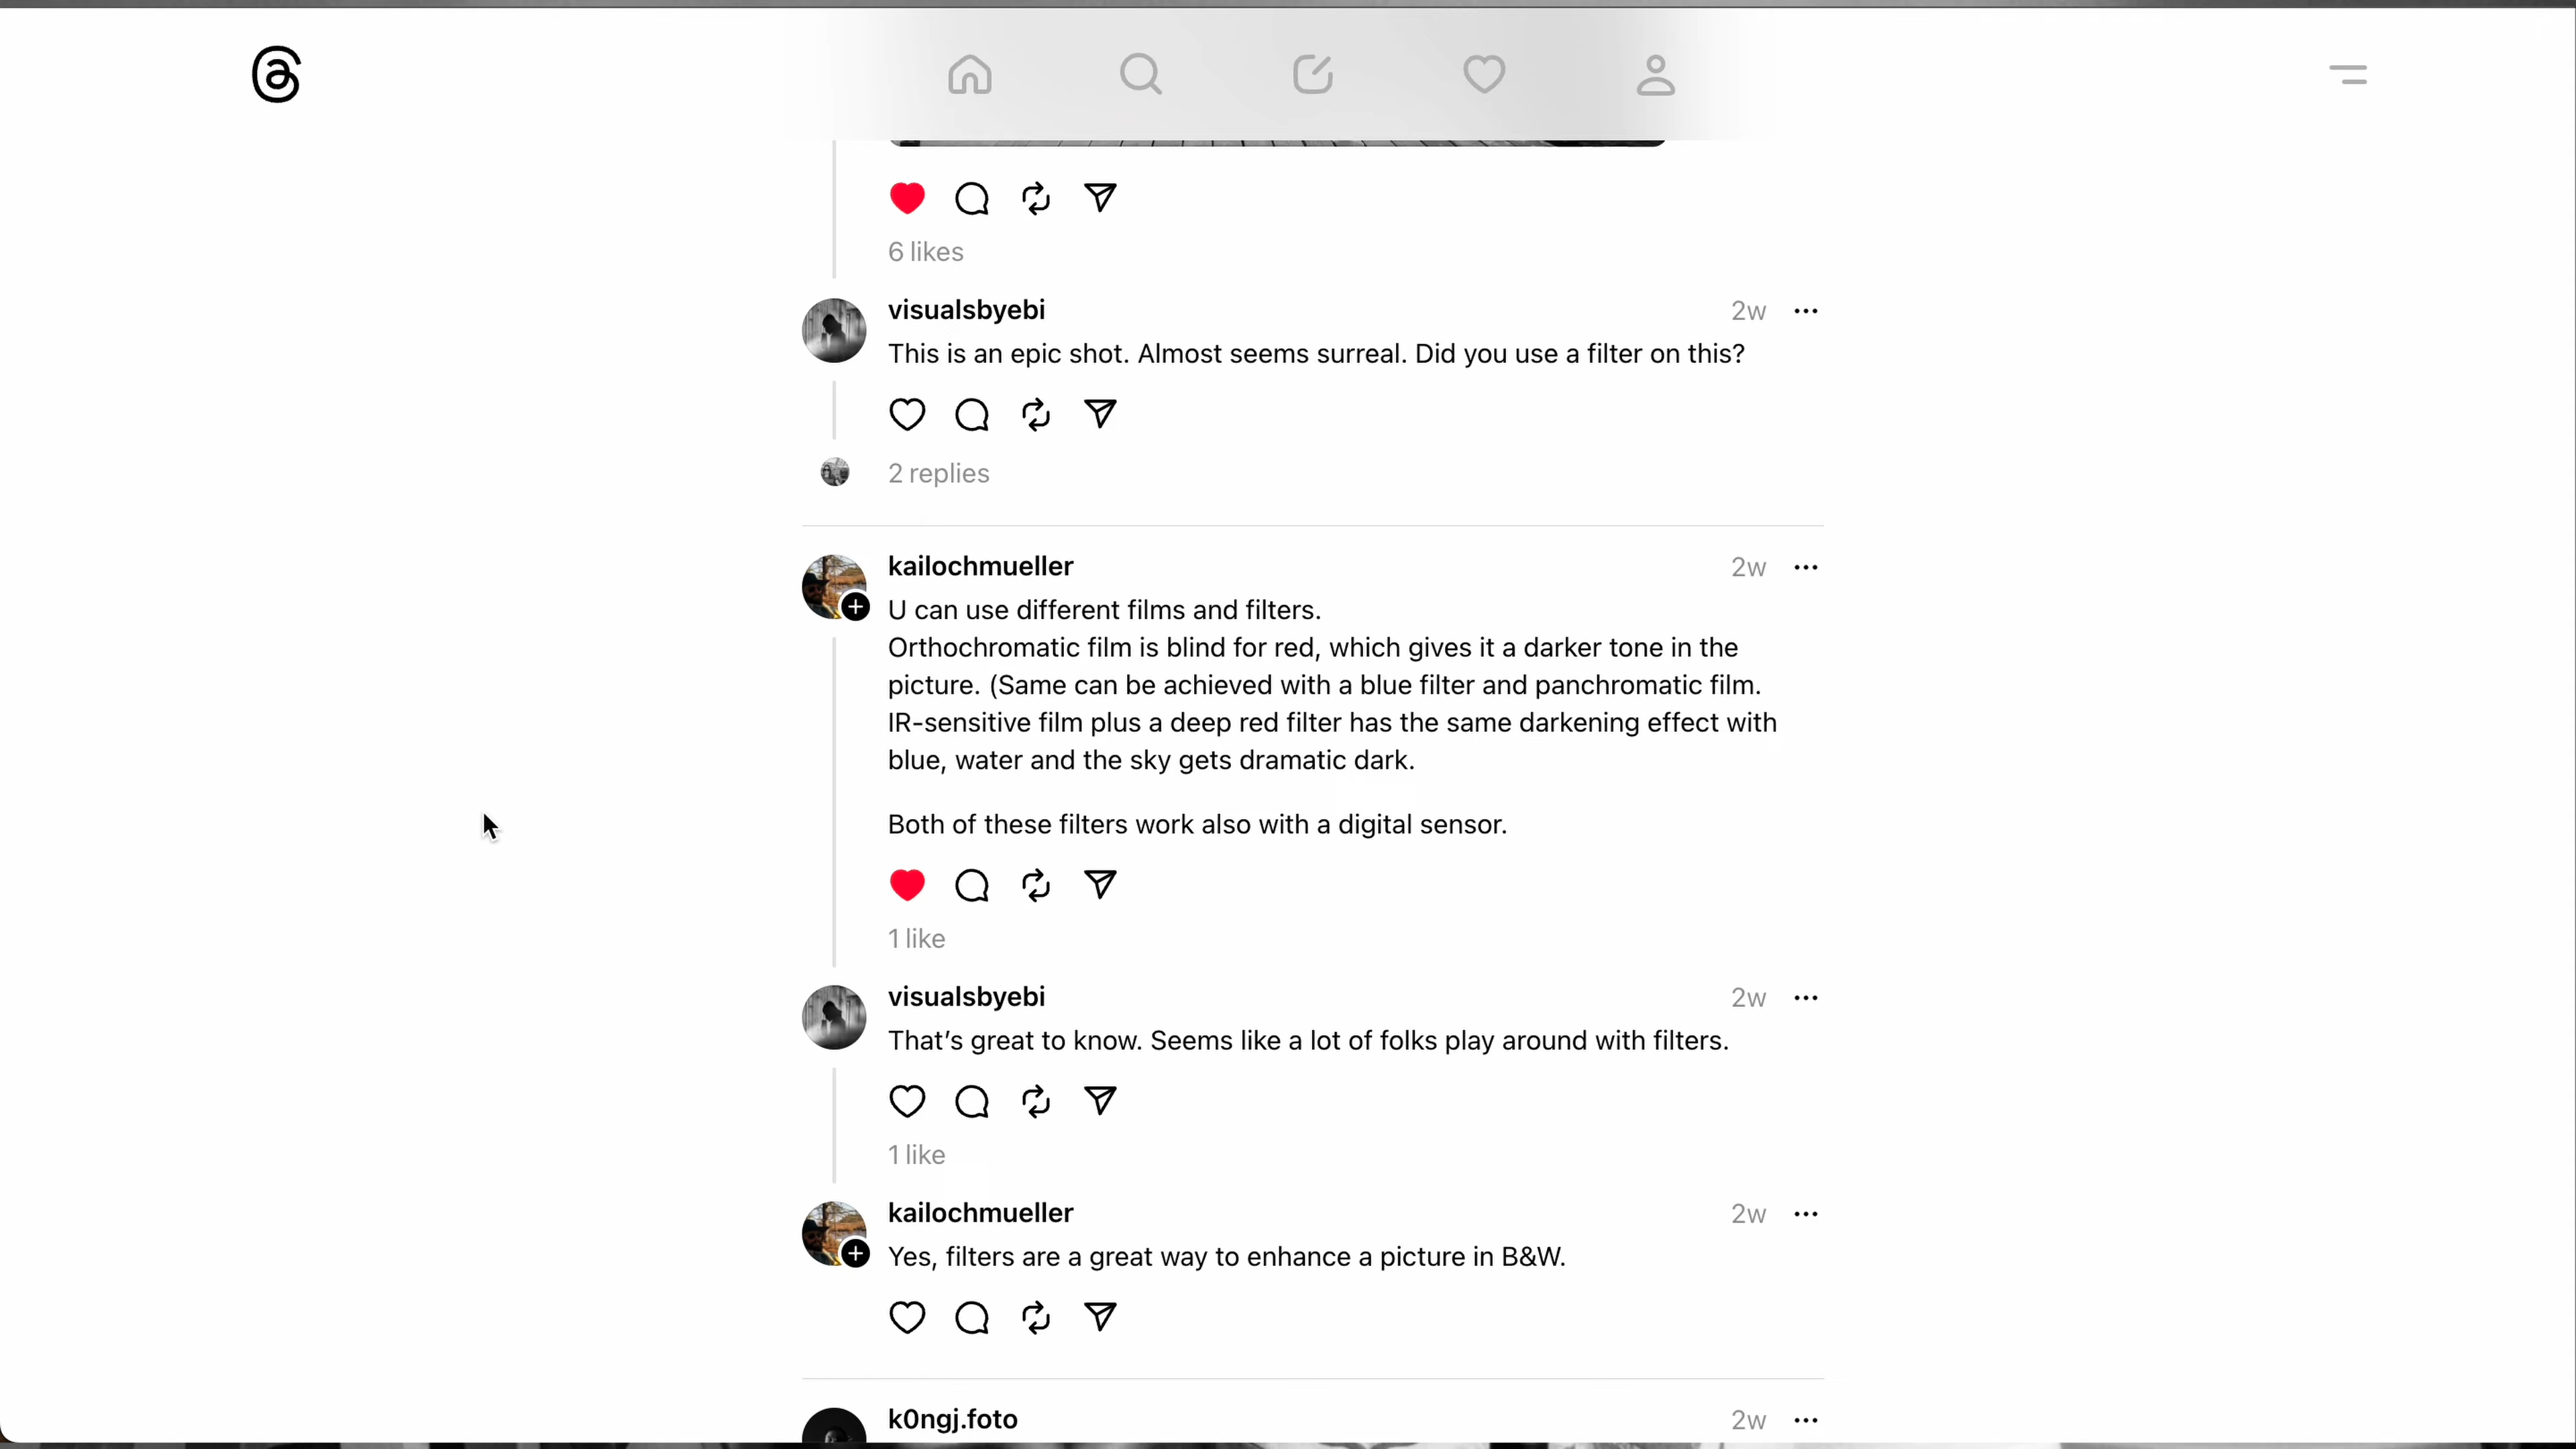 6 likes
visualsbyebi 2w
This is an epic shot. Almost seems surreal. Did you use a filter on this?
2 replies
kailochmueller 2w
U can use different films and filters.
Orthochromatic film is blind for red, which gives it a darker tone in the
picture. (Same can be achieved with a blue filter and panchromatic film.
IR-sensitive film plus a deep red filter has the same darkening effect with
blue, water and the sky gets dramatic dark.
Both of these filters work also with a digital sensor.
1 like
visualsbyebi 2w
That’s great to know. Seems like a lot of folks play around with filters.
1 like
kailochmueller 2w
Yes, filters are a great way to enhance a picture in B&W.
k0ngj.foto 2w